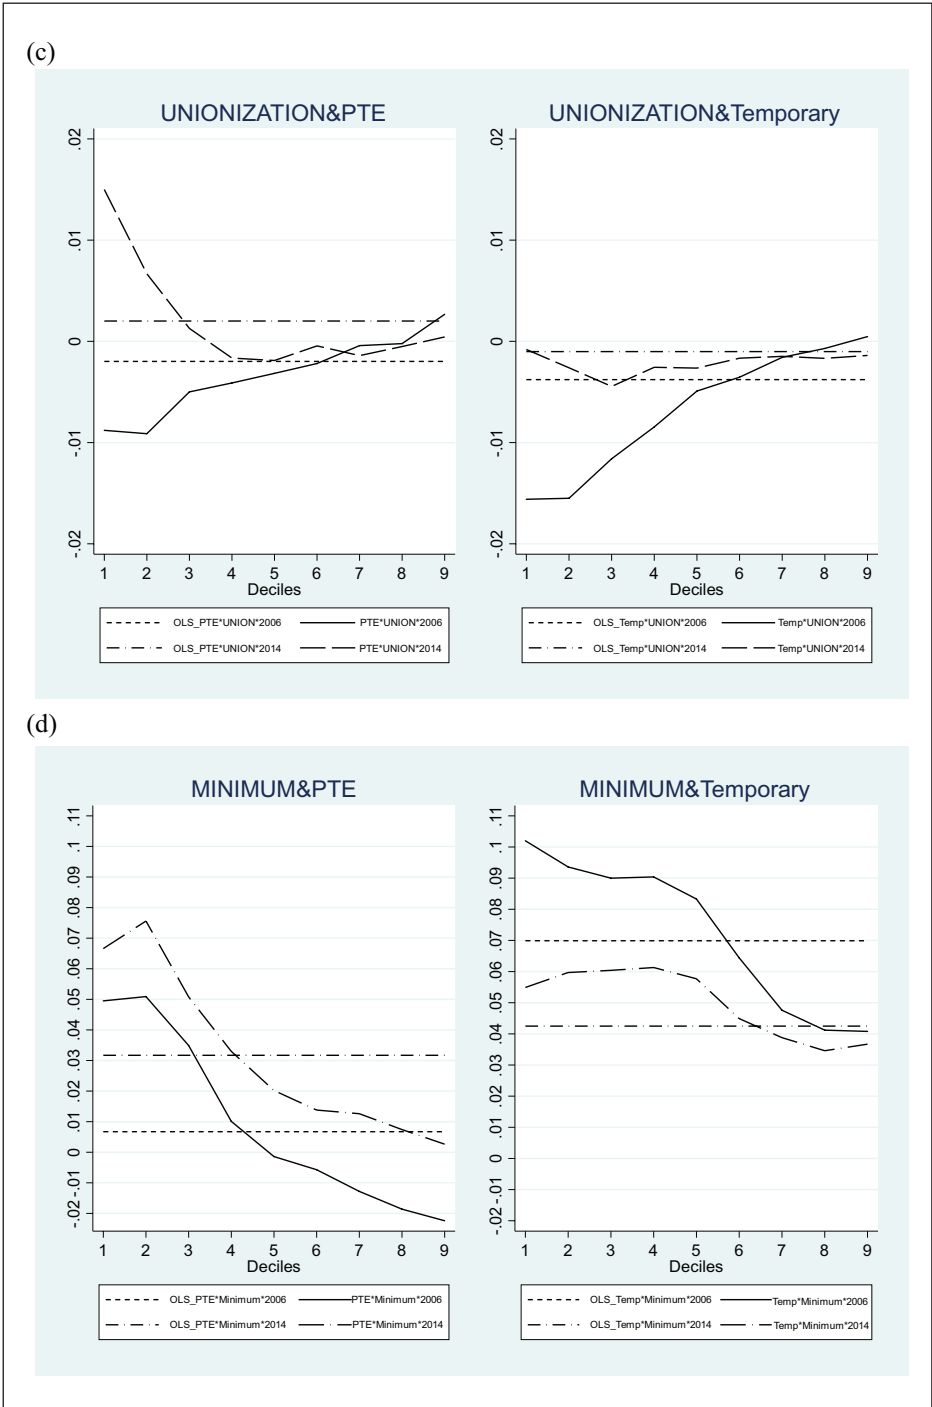 (c)
UNIONIZATION&PTE
.02
.01
0
-.01
-.02
1 2 3 4 5 6 7 8 9
Deciles
OLS_PTE*UNION*2006 PTE*UNION*2006
OLS_PTE*UNION*2014 PTE*UNION*2014
UNIONIZATION&Temporary
.02
.01
0
-.01
-.02
1 2 3 4 5 6 7 8 9
Deciles
OLS_Temp*UNION*2006 Temp*UNION*2006
OLS_Temp*UNION*2014 Temp*UNION*2014
(d)
MINIMUM&PTE
.11
.1
.09
.08
.07
.06
.05
.04
.03
.02
.01
0
-.01
-.02
1 2 3 4 5 6 7 8 9
Deciles
OLS_PTE*Minimum*2006 PTE*Minimum*2006
OLS_PTE*Minimum*2014 PTE*Minimum*2014
MINIMUM&Temporary
.11
.1
.09
.08
.07
.06
.05
.04
.03
.02
.01
0
-.01
-.02
1 2 3 4 5 6 7 8 9
Deciles
OLS_Temp*Minimum*2006 Temp*Minimum*2006
OLS_Temp*Minimum*2014 Temp*Minimum*2014